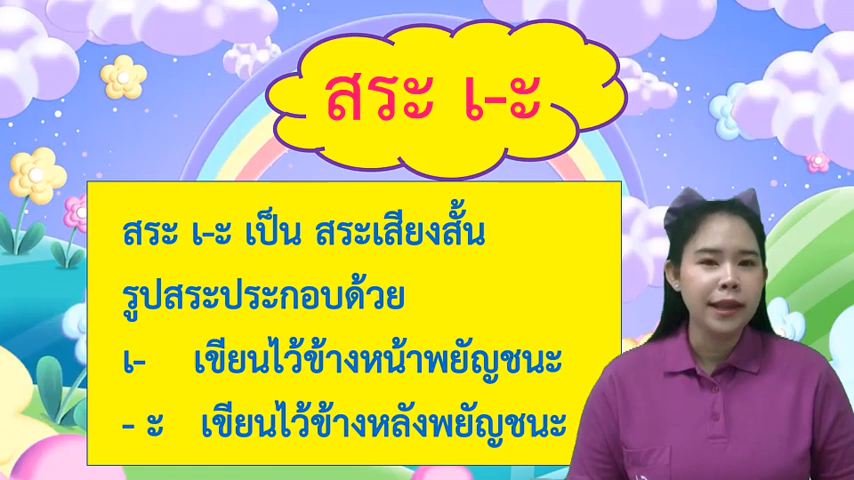 สระ เ-ะ
สระ เ-ะ เป็น สระเสียงสั้น
รูปสระประกอบด้วย
เ- เขียนไว้ข้างหน้าพยัญชนะ
- ะ เขียนไว้ข้างหลังพยัญชนะ